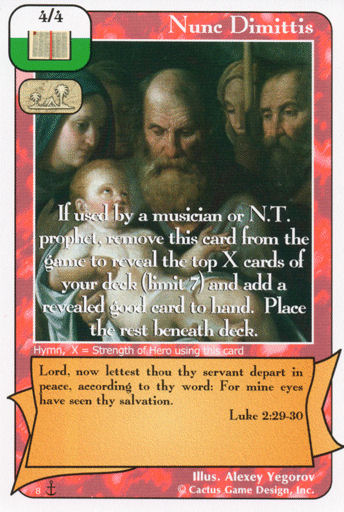 4/4
Nunc Dimittis
If used by a musician or N.T.
prophet, remove this card from the
game to reveal the top X cards of
your deck (limit 7) and add a
revealed good card to hand. Place
the rest beneath deck.
Hymn, X = Strength of Hero using this card
Lord, now lettest thou thy servant depart in
peace, according to thy word: For mine eyes
have seen thy salvation.
Luke 2:29-30
Illus. Alexey Yegorov
8 © Cactus Game Design, Inc.